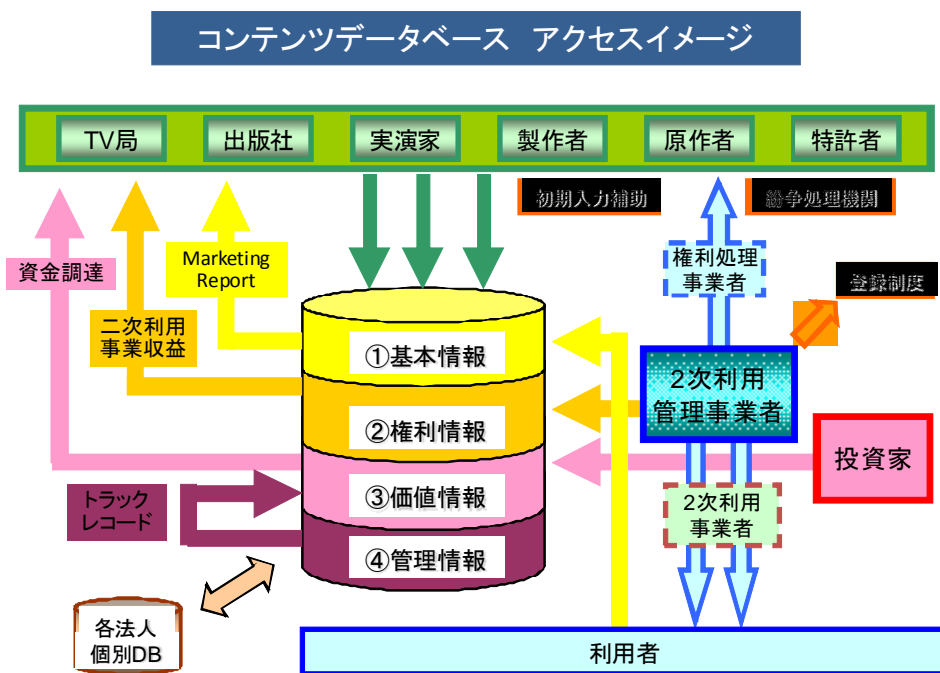 コンテンツデータベース アクセスイメージ
TV局
出版社
実演家
製作者
原作者
特許者
初期入力補助
紛争処理機関
資金調達
Marketing
Report
権利処理
事業者
登録制度
二次利用
事業収益
①基本情報
2次利用
管理事業者
②権利情報
投資家
トラック
レコード
③価値情報
2次利用
事業者
④管理情報
各法人
個別DB
利用者